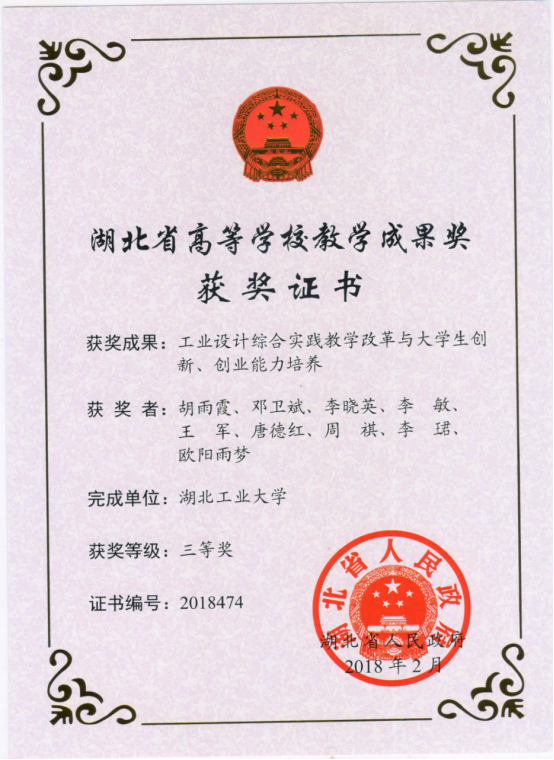 湖北省高等学校教学成果奖
获奖证书
获奖成果：工业设计综合实践教学改革与大学生创
新、创业能力培养
获 奖 者：胡雨霞、邓卫斌、李晓英、李　敏、
王　军、唐德红、周　祺、李　珺、
欧阳雨梦
完成单位：湖北工业大学
获奖等级：三等奖
证书编号：2018474
湖北省人民政府
湖北省人民政府
2018 年 2 月